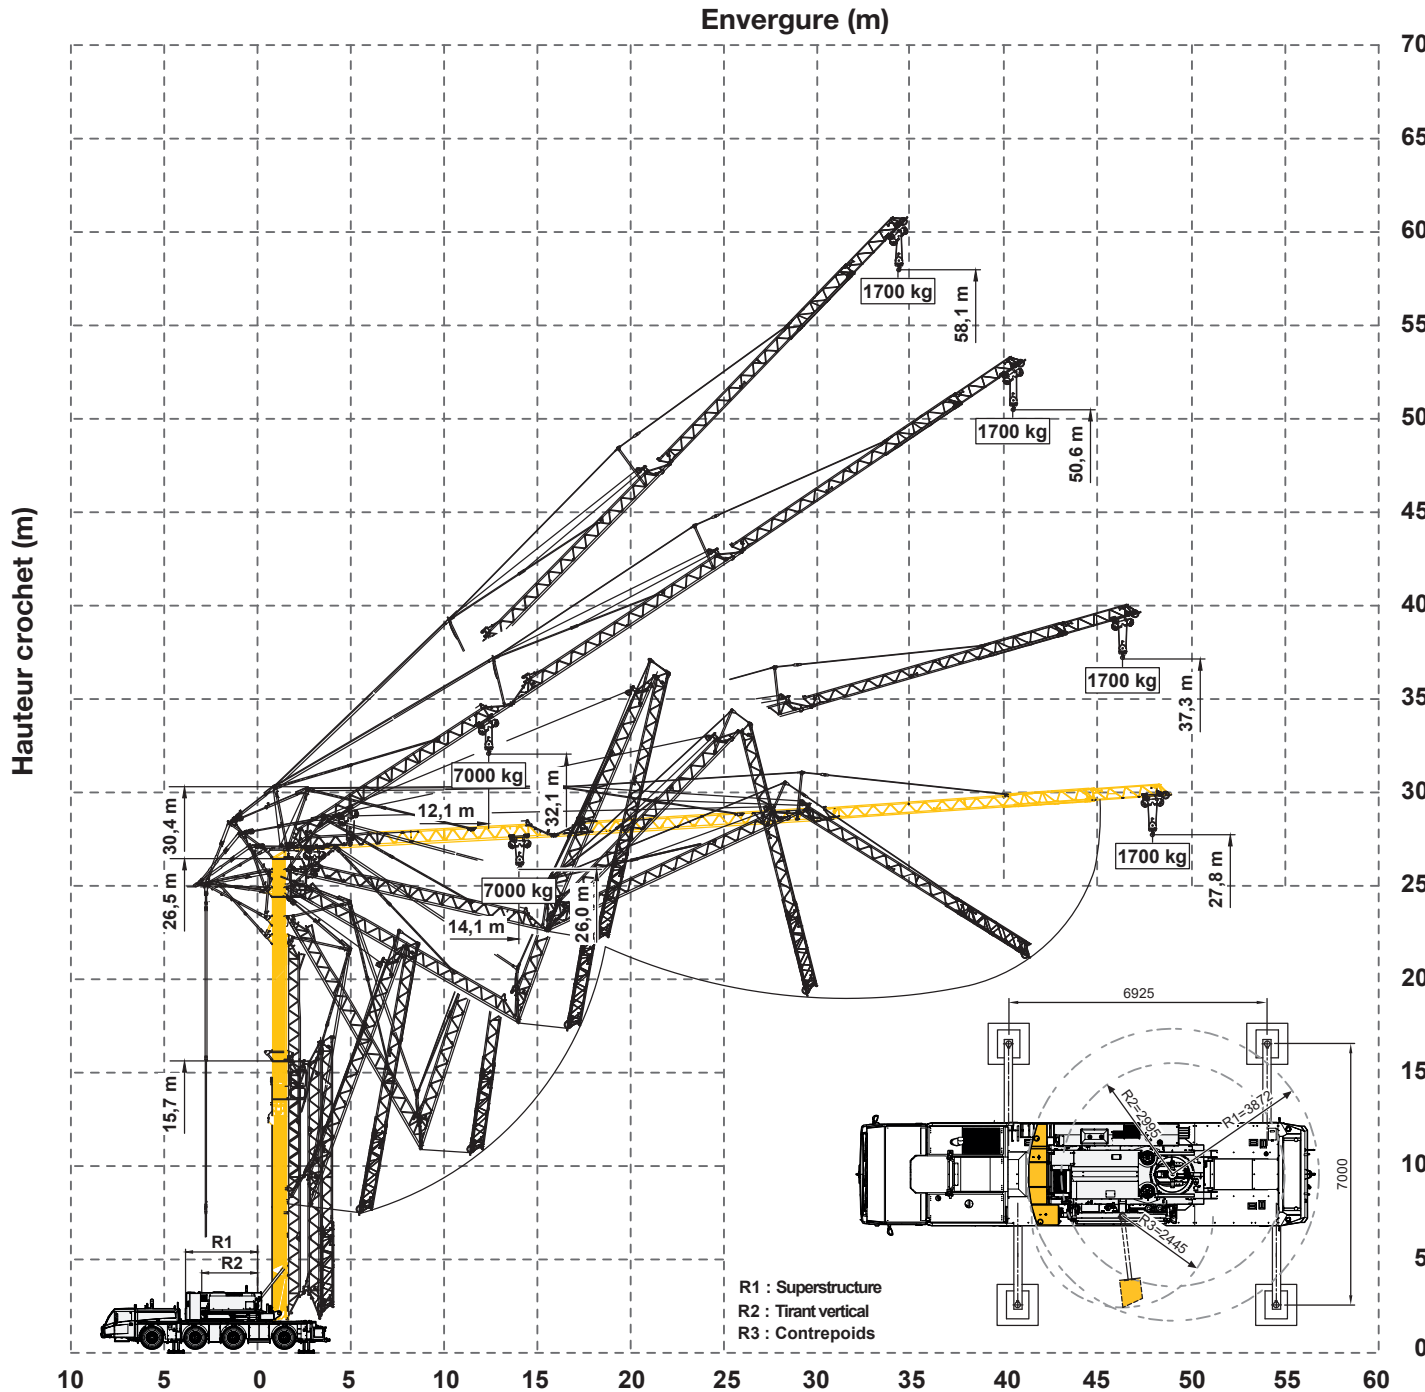 Envergure (m)
Hauteur crochet (m)
70
65
60
55
50
45
40
35
30
25
20
15
10
5
0
10
5
0
5
10
15
20
25
30
35
40
45
50
55
60
1700 kg
58,1 m
1700 kg
50,6 m
1700 kg
37,3 m
7000 kg
32,1 m
12,1 m
30,4 m
26,5 m
7000 kg
14,1 m
26,0 m
1700 kg
27,8 m
15,7 m
R1
R2
6925
7000
R2=2995
R1=3872
R3=2445
R1 : Superstructure
R2 : Tirant vertical
R3 : Contrepoids